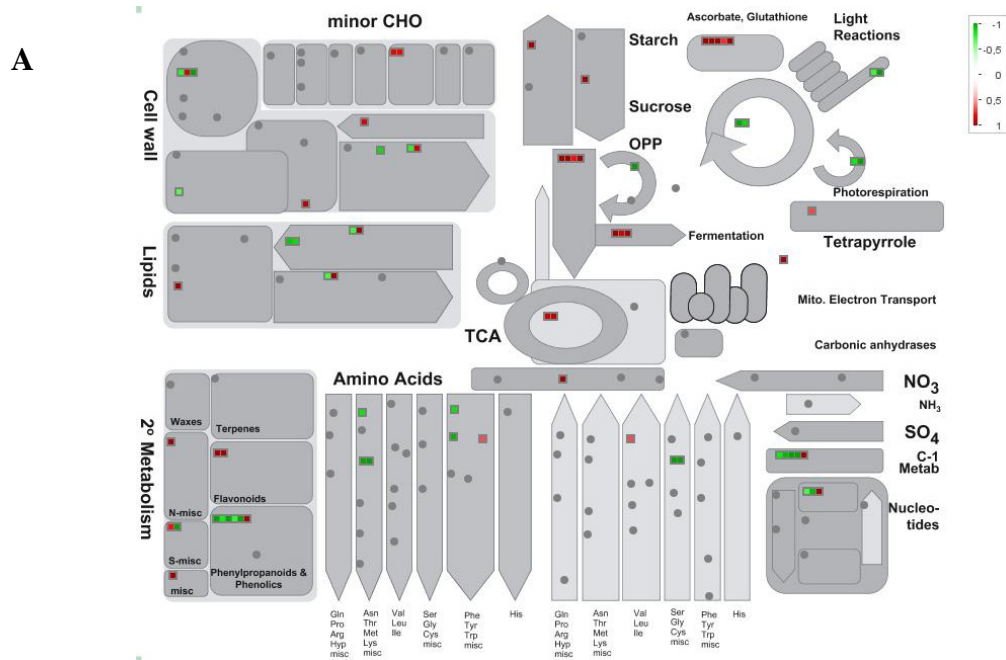 A
minor CHO
Starch
Sucrose
OPP
Ascorbate, Glutathione
Light
Reactions
-1
-0,5
0
0,5
1
Cell wall
Photorespiration
Tetrapyrrole
Fermentation
Lipids
Mito. Electron Transport
TCA
Carbonic anhydrases
Amino Acids
NO3
NH3
SO4
C-1
Metab
Nucleo-
tides
2º Metabolism
Waxes
Terpenes
Flavonoids
N-misc
S-misc
misc
Phenylpropanoids &
Phenolics
Gln
Pro
Arg
Hyp
misc
Asn
Thr
Met
Lys
misc
Val
Leu
Ile
Ser
Gly
Cys
misc
Phe
Tyr
Trp
misc
His
Gln
Pro
Arg
Hyp
misc
Asn
Thr
Met
Lys
misc
Val
Leu
Ile
Ser
Gly
Cys
misc
Phe
Tyr
Trp
misc
His